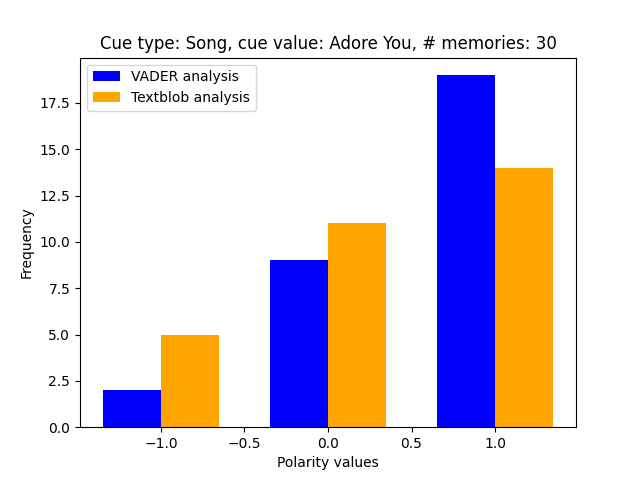 Cue type: Song, cue value: Adore You, # memories: 30
VADER analysis
Textblob analysis
17.5
15.0
12.5
10.0
7.5
5.0
2.5
0.0
Frequency
−1.0 −0.5 0.0 0.5 1.0
Polarity values